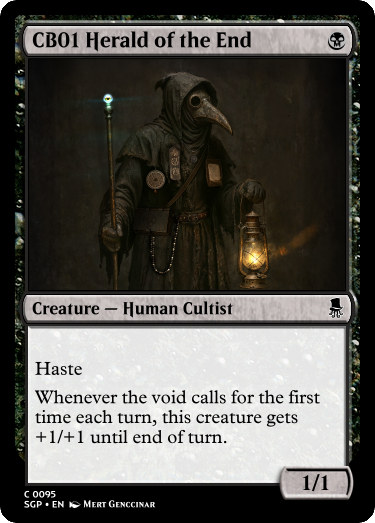 CB01 Herald of the End
Creature — Human Cultist
Haste
Whenever the void calls for the first
time each turn, this creature gets
+1/+1 until end of turn.
1/1
C 0095
SGP • EN Mert Genccinar